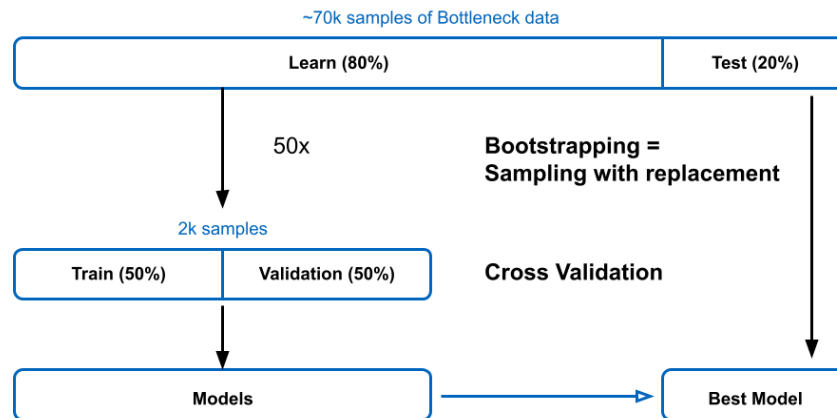 ~70k samples of Bottleneck data
Learn (80%)
Test (20%)
50x
Bootstrapping =
Sampling with replacement
2k samples
Train (50%)
Validation (50%)
Cross Validation
Models
Best Model